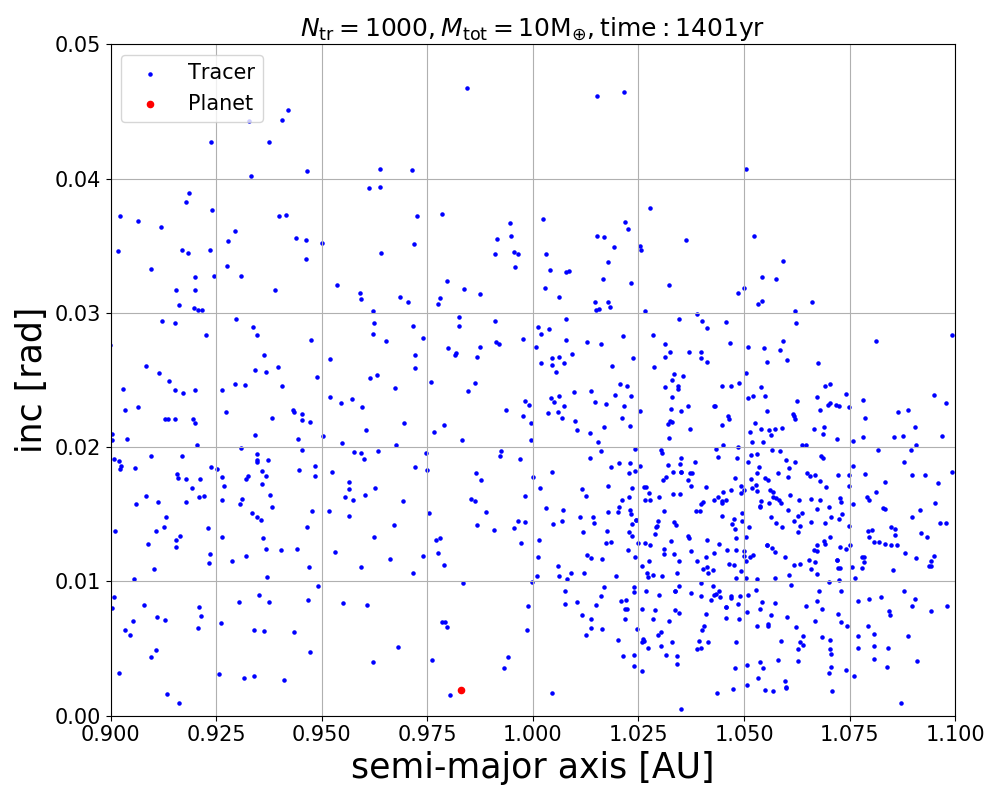 N_tr = 1000, M_tot = 10M_⊕, time : 1401yr
Tracer
Planet
0.05
0.04
0.03
0.02
0.01
0.00
inc [rad]
0.900 0.925 0.950 0.975 1.000 1.025 1.050 1.075 1.100
semi-major axis [AU]